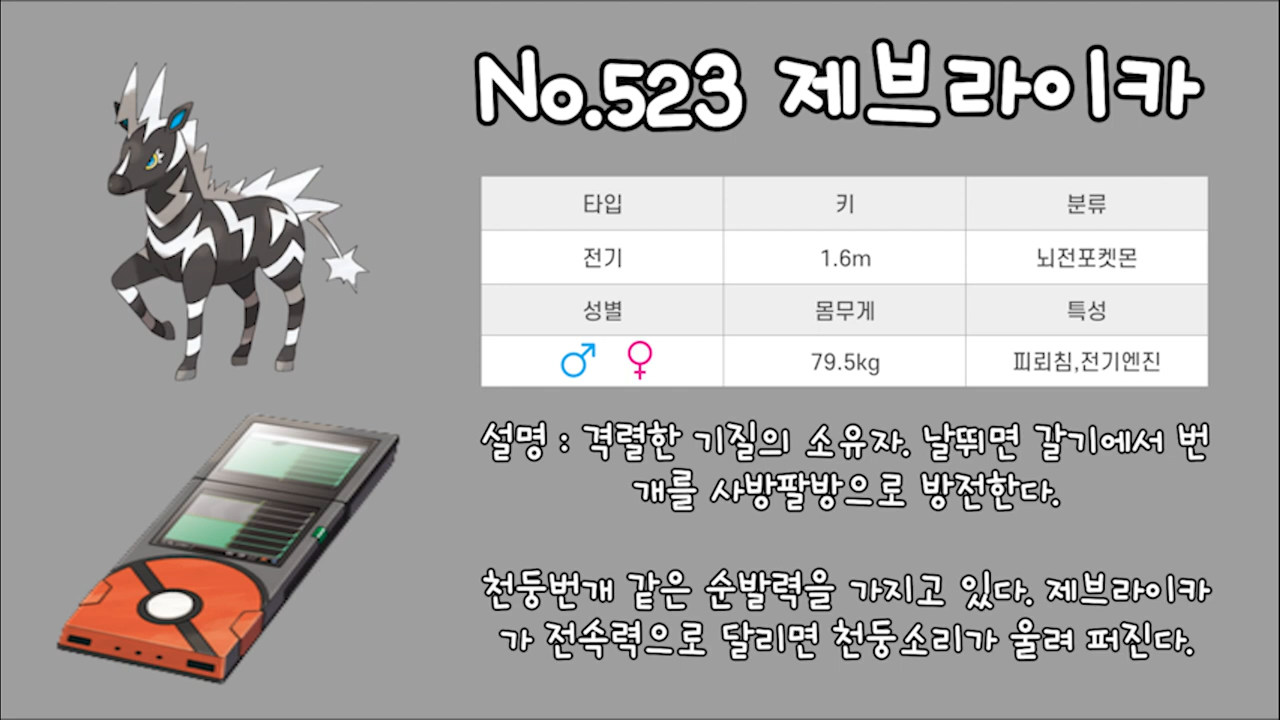 No.523 제브라이카
타입 키 분류
전기 1.6m 뇌전포켓몬
성별 몸무게 특성
♂ ♀ 79.5kg 피뢰침,전기엔진
설명 : 격렬한 기질의 소유자. 날뛰면 갈기에서 번
개를 사방팔방으로 방전한다.
천둥번개 같은 순발력을 가지고 있다. 제브라이카
가 전속력으로 달리면 천둥소리가 울려 퍼진다.